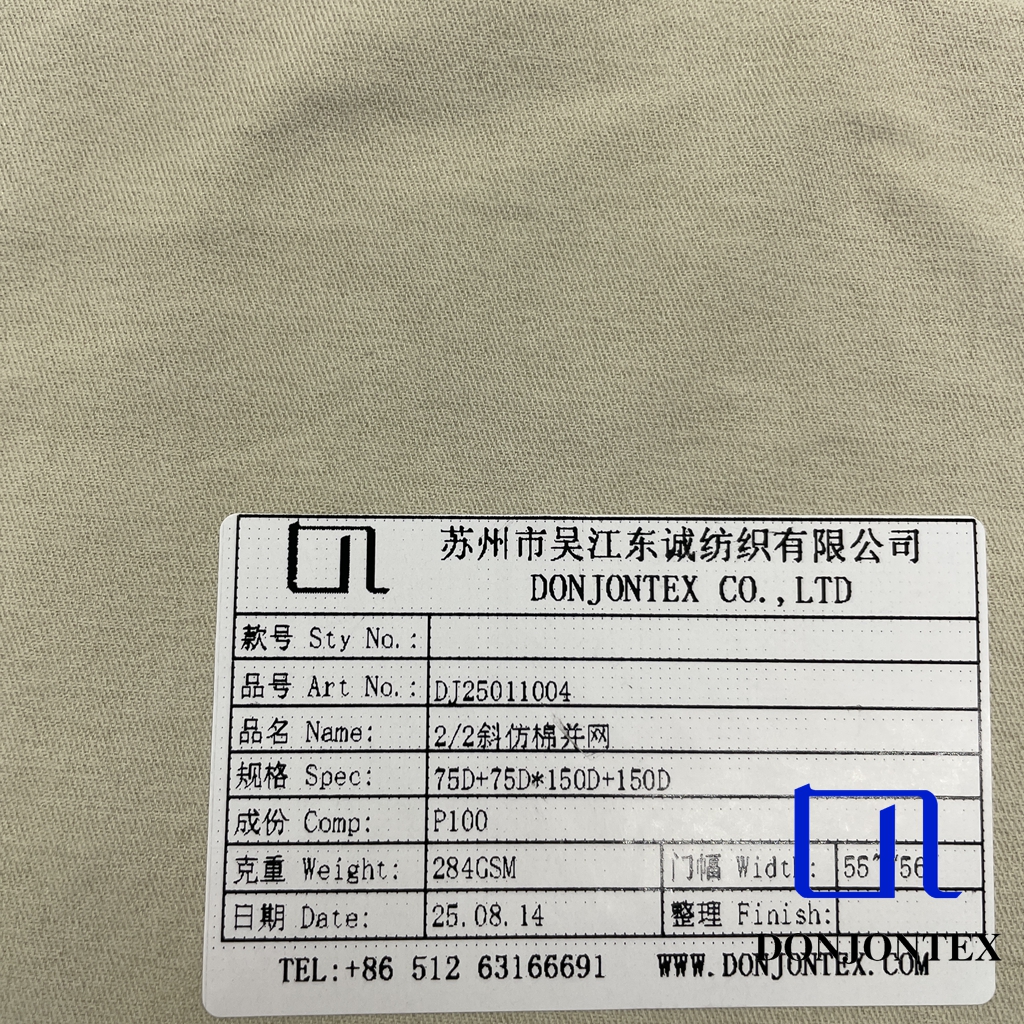 苏州市吴江东诚纺织有限公司
DONJONTEX CO.,LTD
款号 Sty No.:
品号 Art No.: DJ25011004
品名 Name: 2/2斜仿棉并网
规格 Spec: 75D+75D*150D+150D
成份 Comp: P100
克重 Weight: 284GSM 门幅 Width: 55 56
日期 Date: 25.08.14 整理 Finish:
TEL:+86 512 63166691 WWW.DONJONTEX.COM
DONJONTEX